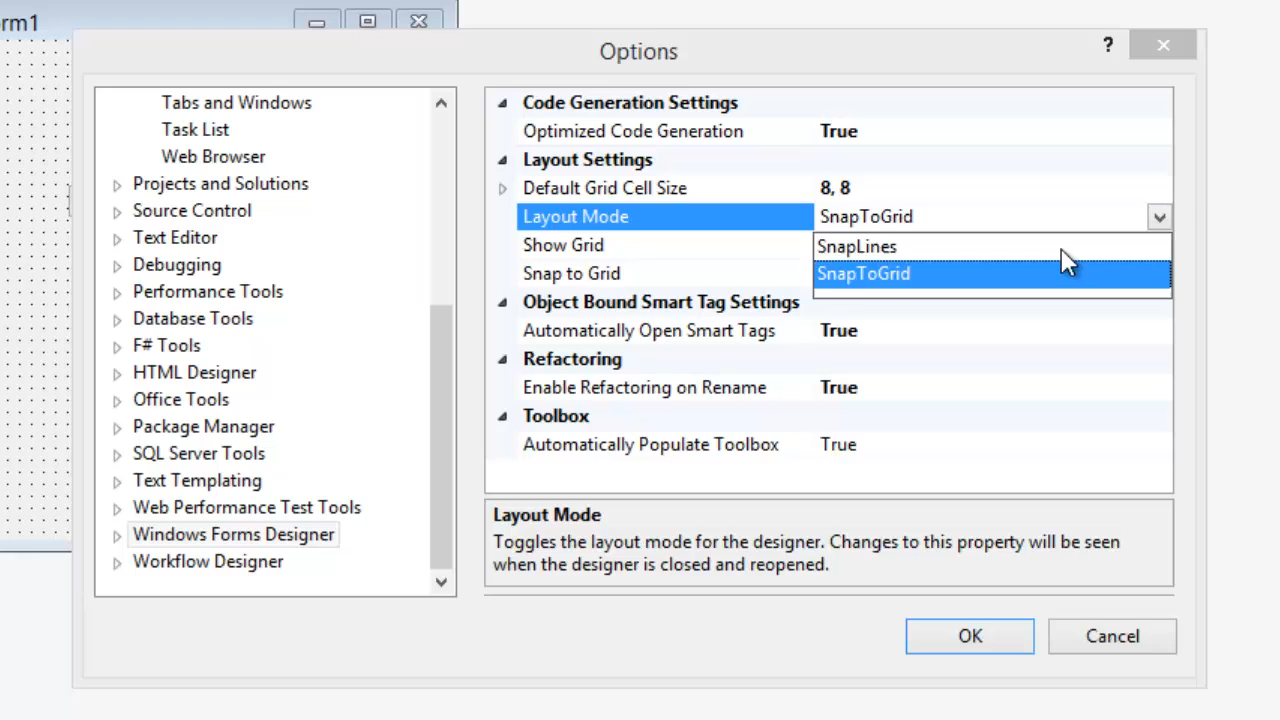 rm1
Options
?
Tabs and Windows
Task List
Web Browser
Projects and Solutions
Source Control
Text Editor
Debugging
Performance Tools
Database Tools
F# Tools
HTML Designer
Office Tools
Package Manager
SQL Server Tools
Text Templating
Web Performance Test Tools
Windows Forms Designer
Workflow Designer
Code Generation Settings
Optimized Code Generation True
Layout Settings
Default Grid Cell Size 8, 8
Layout Mode SnapToGrid
Show Grid SnapLines
Snap to Grid SnapToGrid
Object Bound Smart Tag Settings
Automatically Open Smart Tags True
Refactoring
Enable Refactoring on Rename True
Toolbox
Automatically Populate Toolbox True
Layout Mode
Toggles the layout mode for the designer. Changes to this property will be seen
when the designer is closed and reopened.
OK Cancel